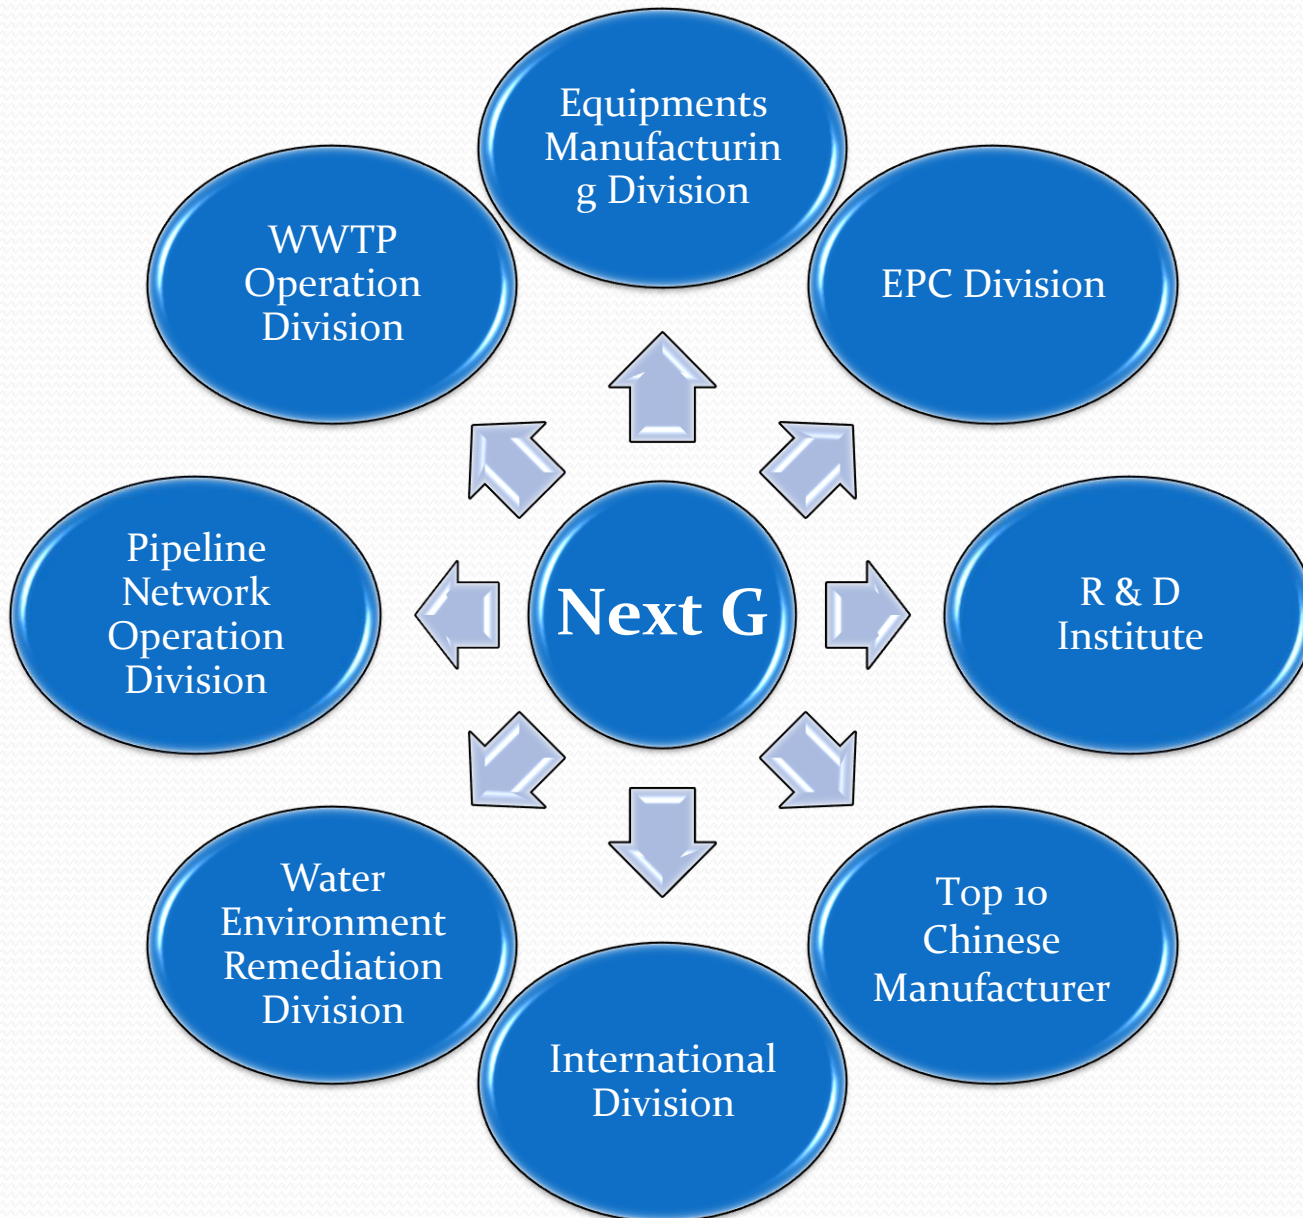 Equipments
Manufacturin
g Division
WWTP
Operation
Division
EPC Division
Pipeline
Network
Operation
Division
Next G
R & D
Institute
Water
Environment
Remediation
Division
Top 10
Chinese
Manufacturer
International
Division